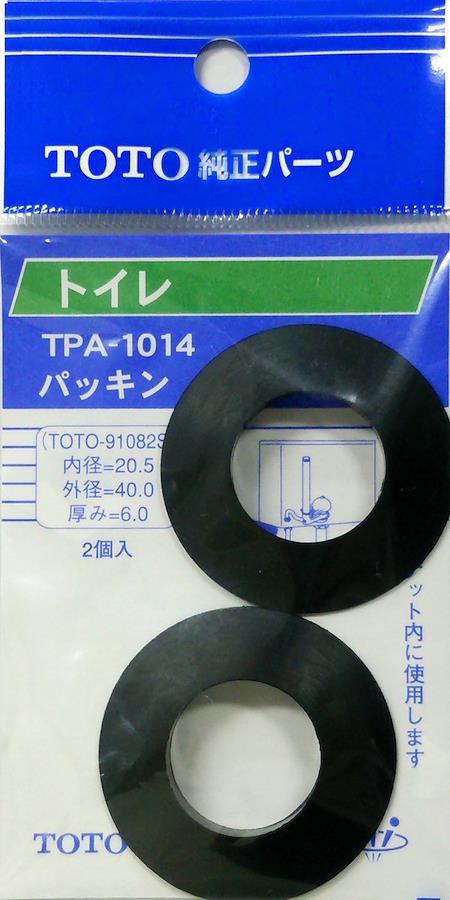 TOTO 純正パーツ
トイレ
TPA-1014
パッキン
(TOTO-91082S
内径=20.5
外径=40.0
厚み=6.0
2個入
ット内に使用します
TOTO